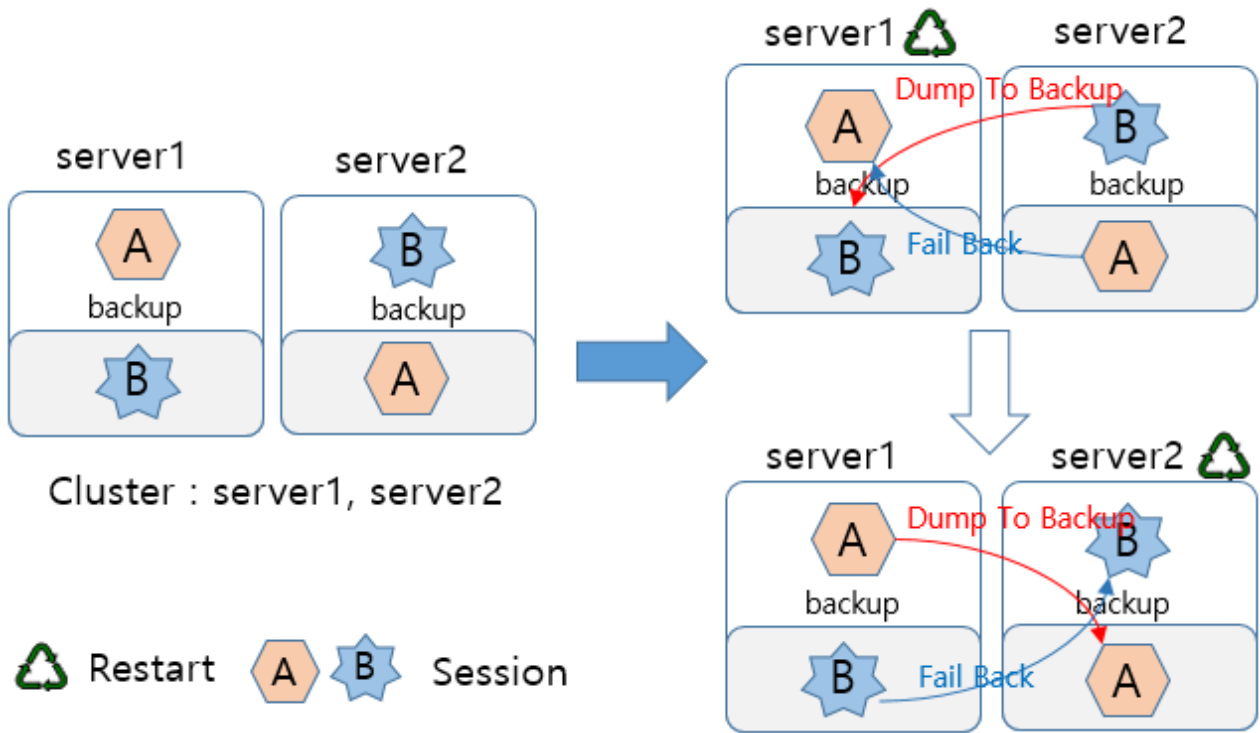 server1
server2
A
B
backup
backup
B
A
Cluster : server1, server2
Restart
A
B
Session
server1
server2
Dump To Backup
A
B
backup
backup
Fail Back
B
A
server1
server2
Dump To Backup
A
B
backup
backup
B
Fail Back
A